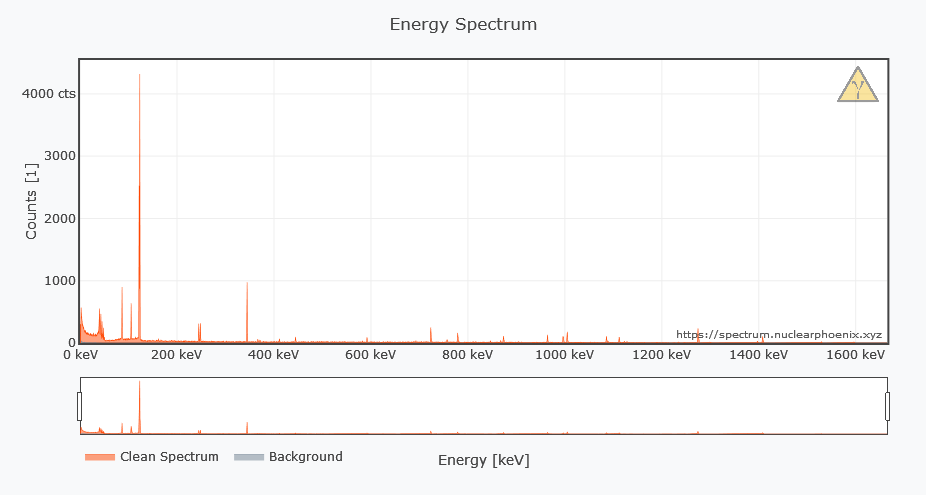 Energy Spectrum
4000 cts
3000
2000
1000
0
Counts [1]
γ
https://spectrum.nuclearphoenix.xyz
0 keV 200 keV 400 keV 600 keV 800 keV 1000 keV 1200 keV 1400 keV 1600 keV
Clean Spectrum Background
Energy [keV]